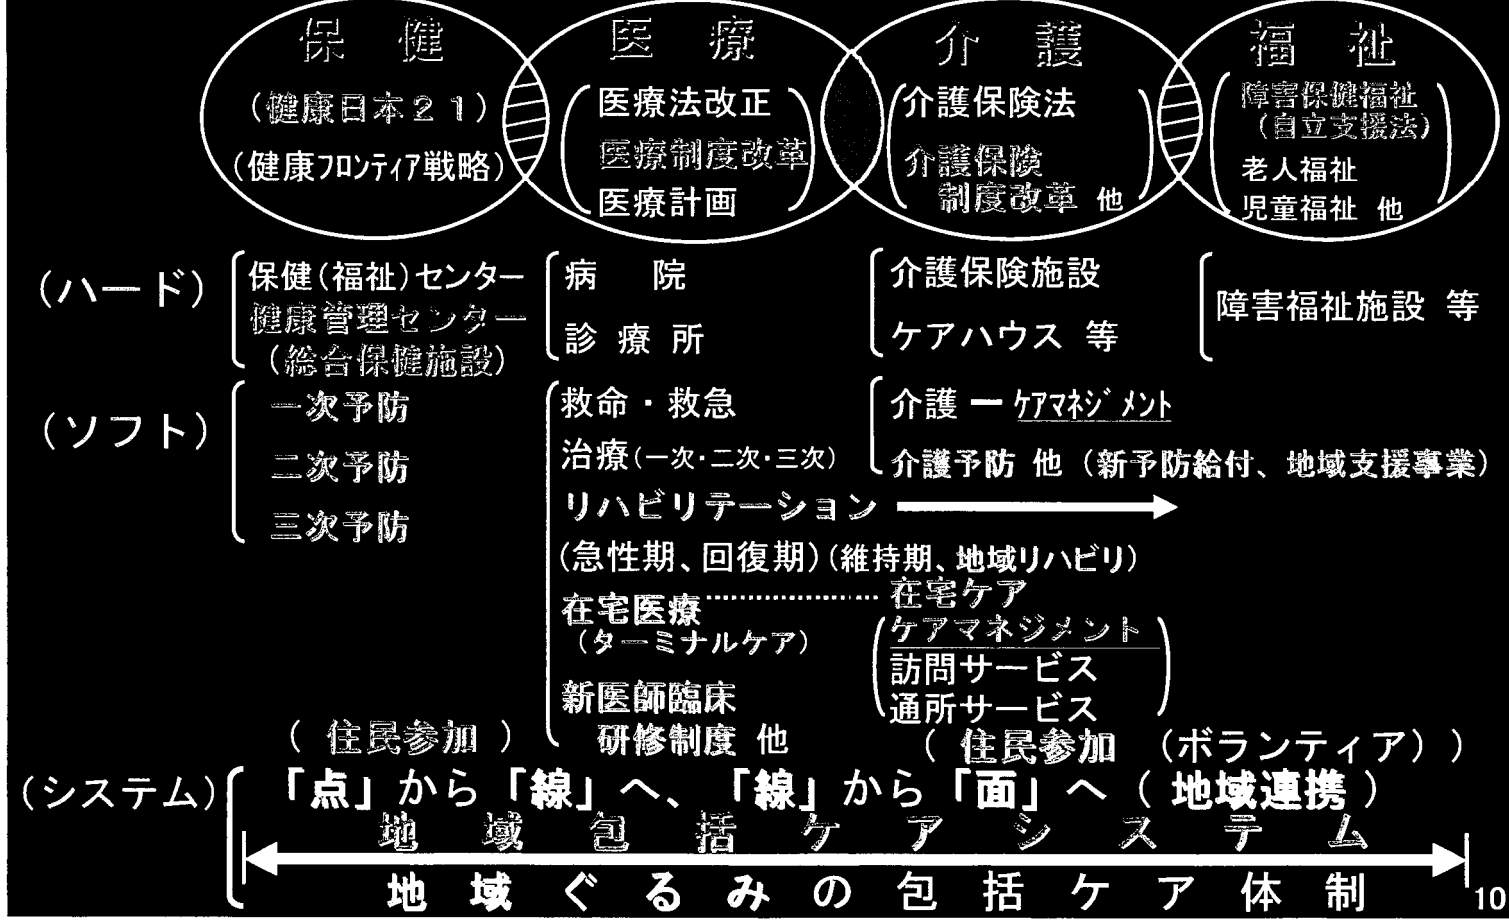 保健
医療
介護
福祉
(健康日本21)
(健康フロンティア戦略)
医療法改正
医療制度改革
医療計画
介護保険法
介護保険
制度改革 他
障害保健福祉
(自立支援法)
老人福祉
児童福祉 他
(ハード)
保健(福祉)センター
健康管理センター
(総合保健施設)
病院
診療所
介護保険施設
ケアハウス 等
障害福祉施設 等
(ソフト)
一次予防
二次予防
三次予防
救命・救急
治療(一次・二次・三次)
リハビリテーション
(急性期、回復期)(維持期、地域リハビリ)
在宅医療
(ターミナルケア)
新医師臨床
研修制度 他
介護ーケアマネジメント
介護予防 他 (新予防給付、地域支援事業)
在宅ケア
ケアマネジメント
訪問サービス
通所サービス
( 住民参加 )
( 住民参加 (ボランティア) )
(システム)
「点」から「線」へ、「線」から「面」へ ( 地域連携 )
地域包括ケアシステム
地域ぐるみの包括ケア体制
10